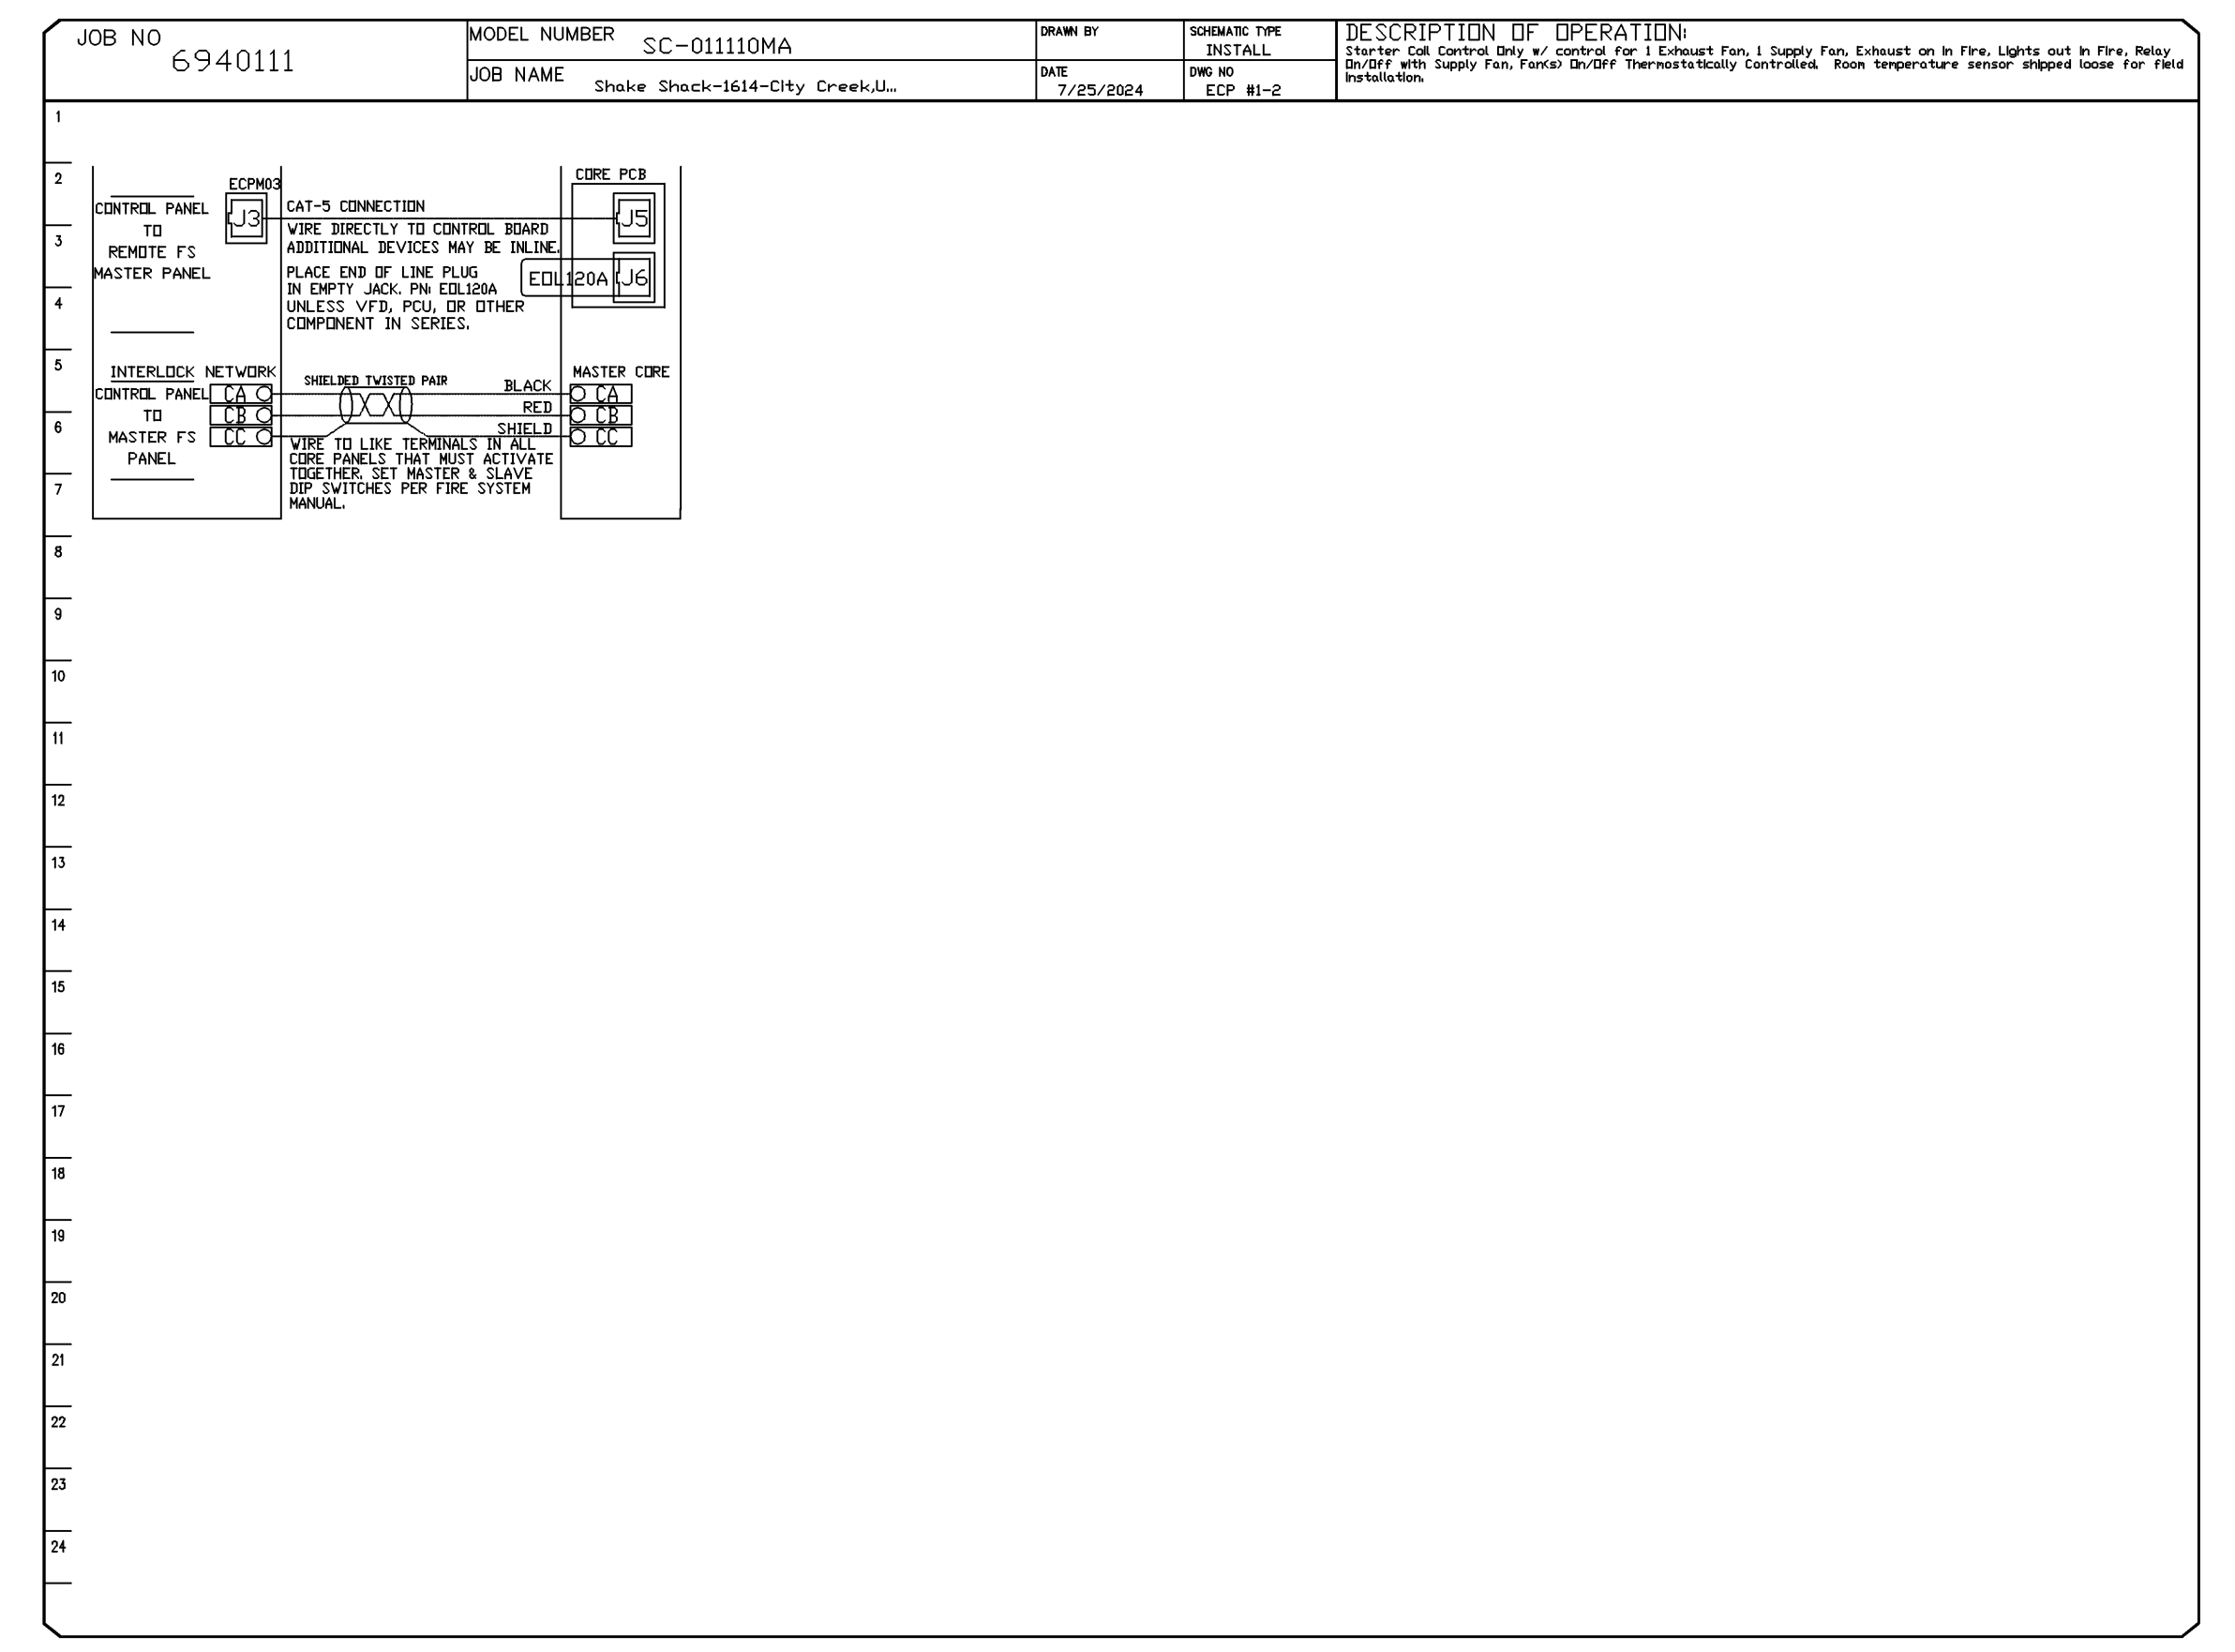 JOB NO
6940111
MODEL NUMBER
SC-011110MA
JOB NAME
Shake Shack-1614-City Creek,U...
DRAWN BY
DATE
7/25/2024
SCHEMATIC TYPE
INSTALL
DWG NO
ECP #1-2
DESCRIPTION OF OPERATION:
Starter Coil Control Only w/ control for 1 Exhaust Fan, 1 Supply Fan, Exhaust on in Fire, Lights out in Fire, Relay
On/Off with Supply Fan, Fan(s) On/Off Thermostatically Controlled. Room temperature sensor shipped loose for field
installation.
1
2
3
4
5
6
7
8
9
10
11
12
13
14
15
16
17
18
19
20
21
22
23
24
CONTROL PANEL
TO
REMOTE FS
MASTER PANEL
ECPM03
J3
CAT-5 CONNECTION
WIRE DIRECTLY TO CONTROL BOARD
ADDITIONAL DEVICES MAY BE INLINE.
PLACE END OF LINE PLUG
IN EMPTY JACK. PN: EOL120A
UNLESS VFD, PCU, OR OTHER
COMPONENT IN SERIES.
CORE PCB
J5
EOL120A
J6
INTERLOCK NETWORK
CONTROL PANEL
TO
MASTER FS
PANEL
CA
CB
CC
SHIELDED TWISTED PAIR
BLACK
RED
SHIELD
MASTER CORE
CA
CB
CC
WIRE TO LIKE TERMINALS IN ALL
CORE PANELS THAT MUST ACTIVATE
TOGETHER. SET MASTER & SLAVE
DIP SWITCHES PER FIRE SYSTEM
MANUAL.